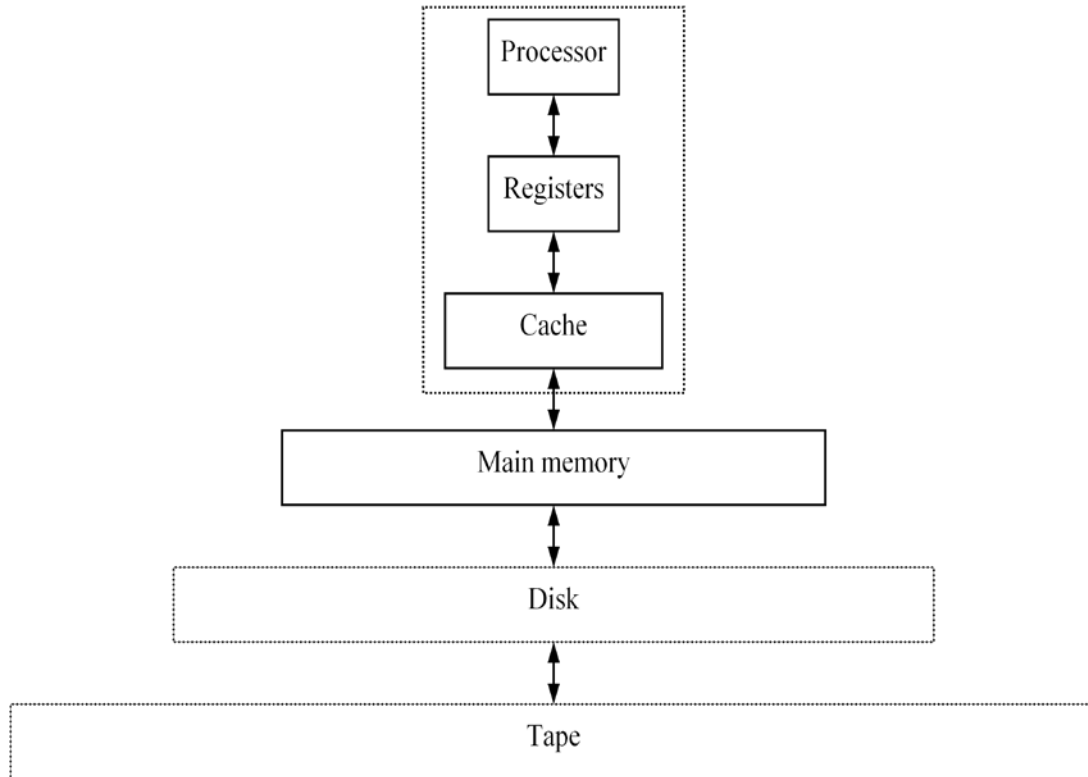 Processor
Registers
Cache
Main memory
Disk
Tape